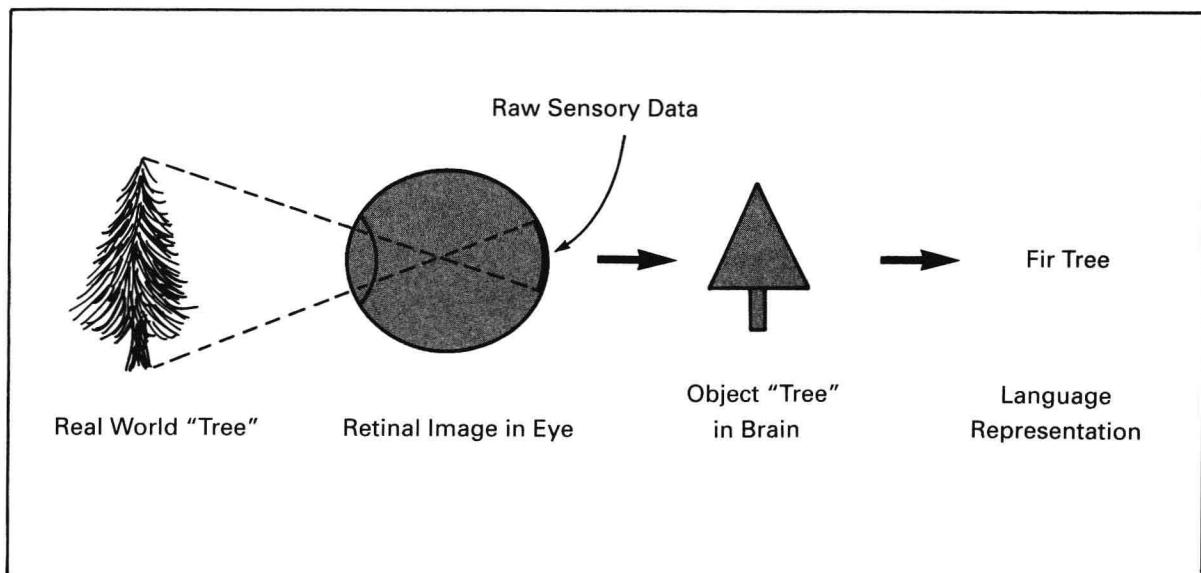 Raw Sensory Data
Fir Tree
Real World “Tree”
Retinal Image in Eye
Object “Tree”
in Brain
Language
Representation